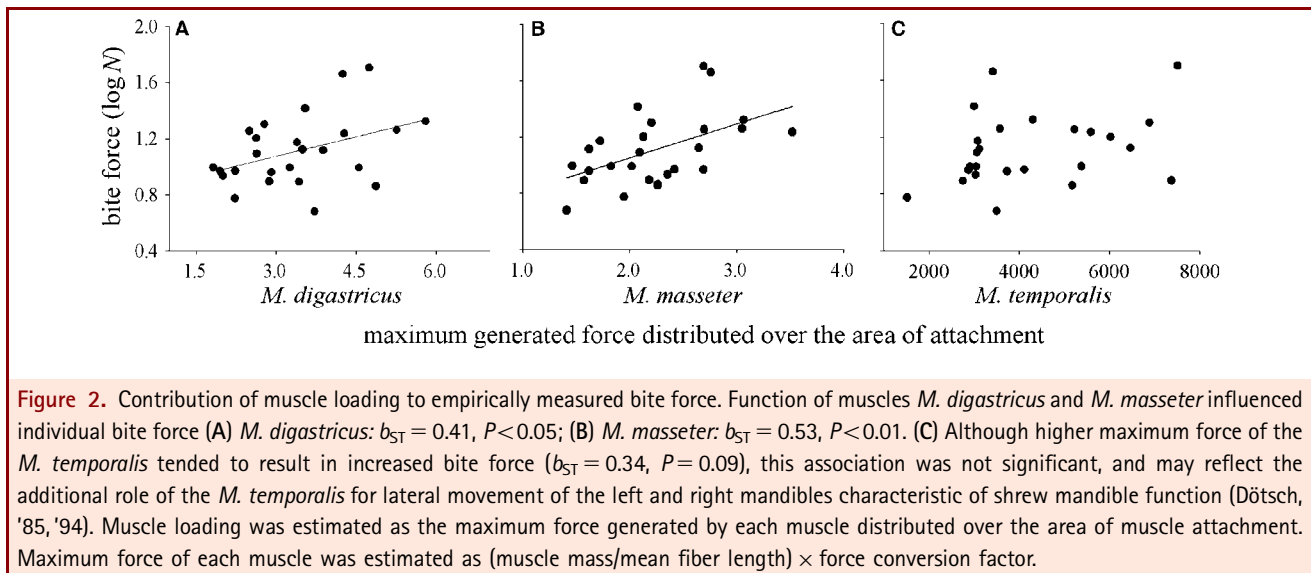 A
B
C
2.0
1.6
1.2
0.8
0.4
bite force (log N)
1.5 3.0 4.5 6.0
1.0 2.0 3.0 4.0
2000 4000 6000 8000
M. digastricus
M. masseter
M. temporalis
maximum generated force distributed over the area of attachment
Figure 2. Contribution of muscle loading to empirically measured bite force. Function of muscles M. digastricus and M. masseter influenced
individual bite force (A) M. digastricus: bST = 0.41, P<0.05; (B) M. masseter: bST = 0.53, P<0.01. (C) Although higher maximum force of the
M. temporalis tended to result in increased bite force (bST = 0.34, P = 0.09), this association was not significant, and may reflect the
additional role of the M. temporalis for lateral movement of the left and right mandibles characteristic of shrew mandible function (Dötsch,
'85, '94). Muscle loading was estimated as the maximum force generated by each muscle distributed over the area of muscle attachment.
Maximum force of each muscle was estimated as (muscle mass/mean fiber length) × force conversion factor.